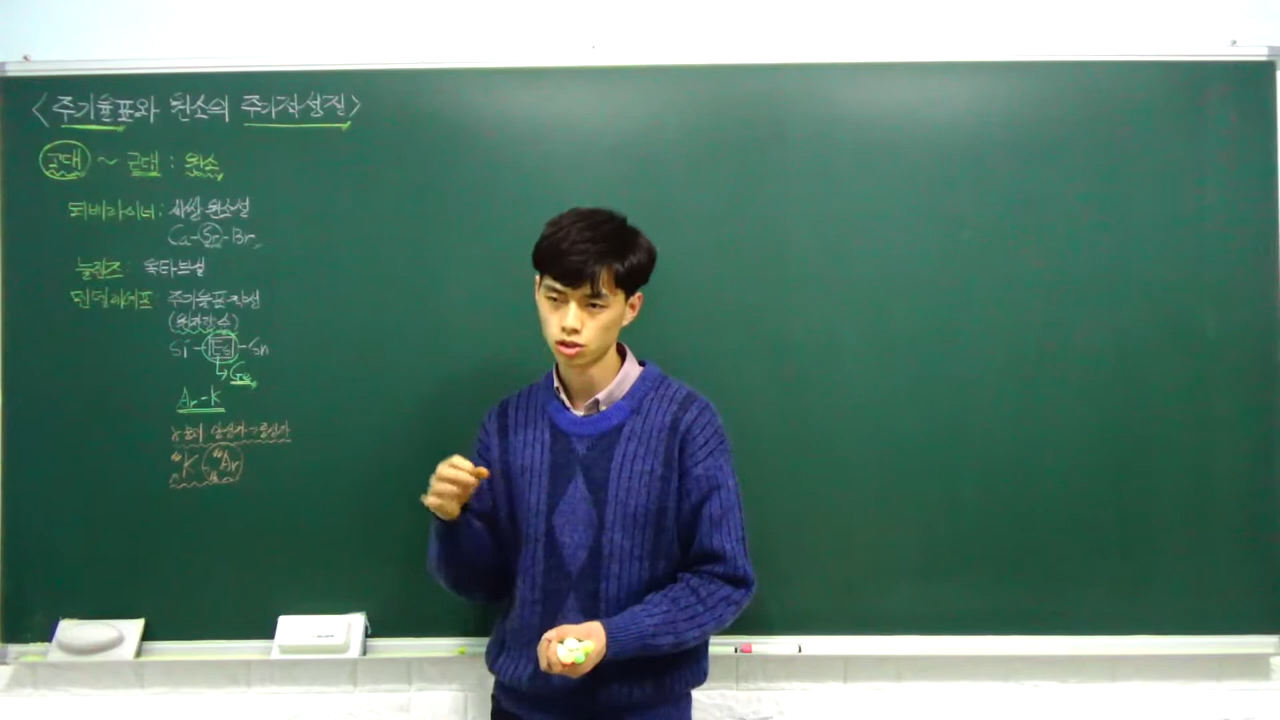 <주기율표와 원소의 주기적성질>
고대 ~ 근대 : 원소
되베라이너 : 세쌍 원소설
Ca-Sr-Br
뉼랜즈 : 옥타브설
멘델레예프 : 주기율표 작성
(원자량 순)
Si-Es-Sn
↳Ge
Ar-K
K Ar